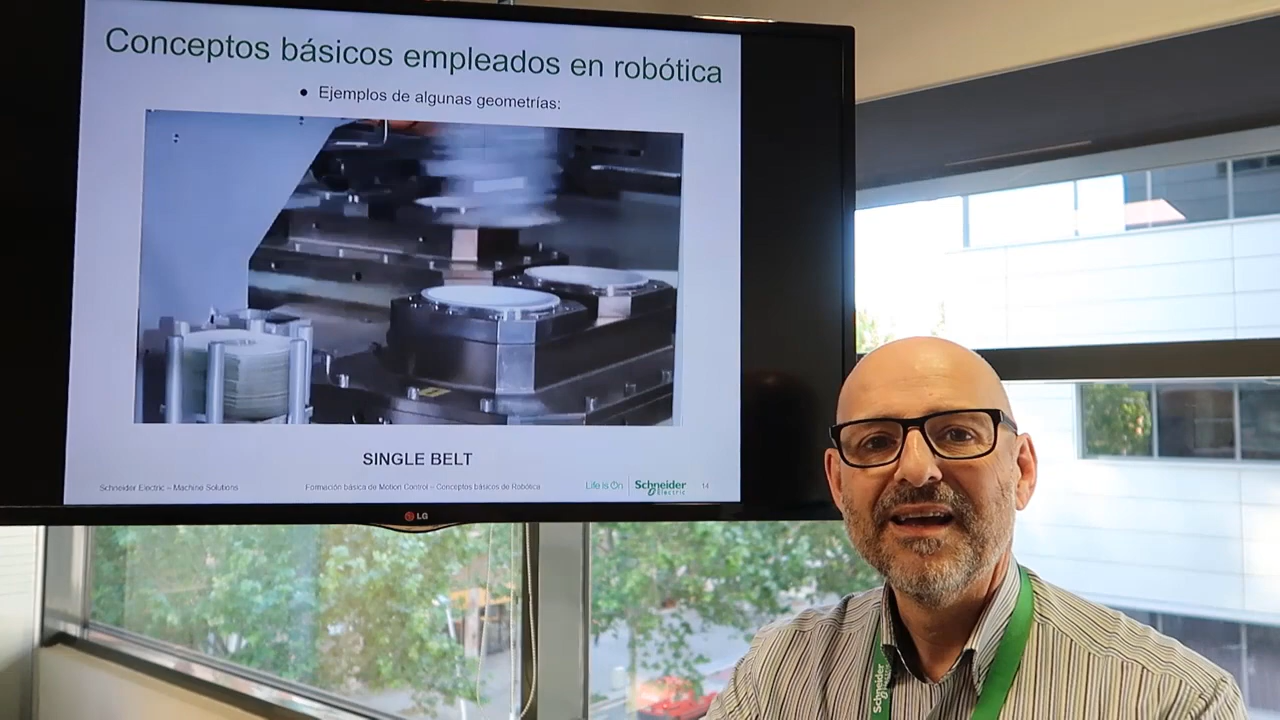 Conceptos básicos empleados en robótica
● Ejemplos de algunas geometrías:
SINGLE BELT
Schneider Electric – Machine Solutions
Formación básica de Motion Control – Conceptos básicos de Robótica
Life is On
Schneider
Electric
14
LG
Schneider